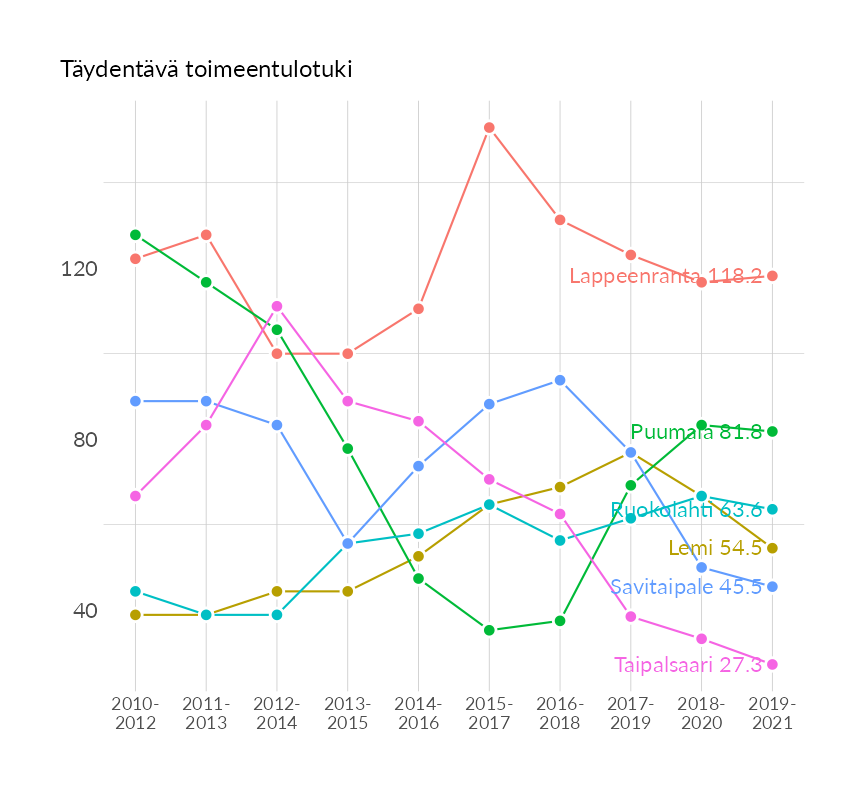 Täydentävä toimeentulotuki
120
80
40
Lappeenranta 118.2
Puumala 81.8
Ruokolahti 63.6
Lemi 54.5
Savitaipale 45.5
Taipalsaari 27.3
2010- 2011- 2012- 2013- 2014- 2015- 2016- 2017- 2018- 2019-
2012 2013 2014 2015 2016 2017 2018 2019 2020 2021